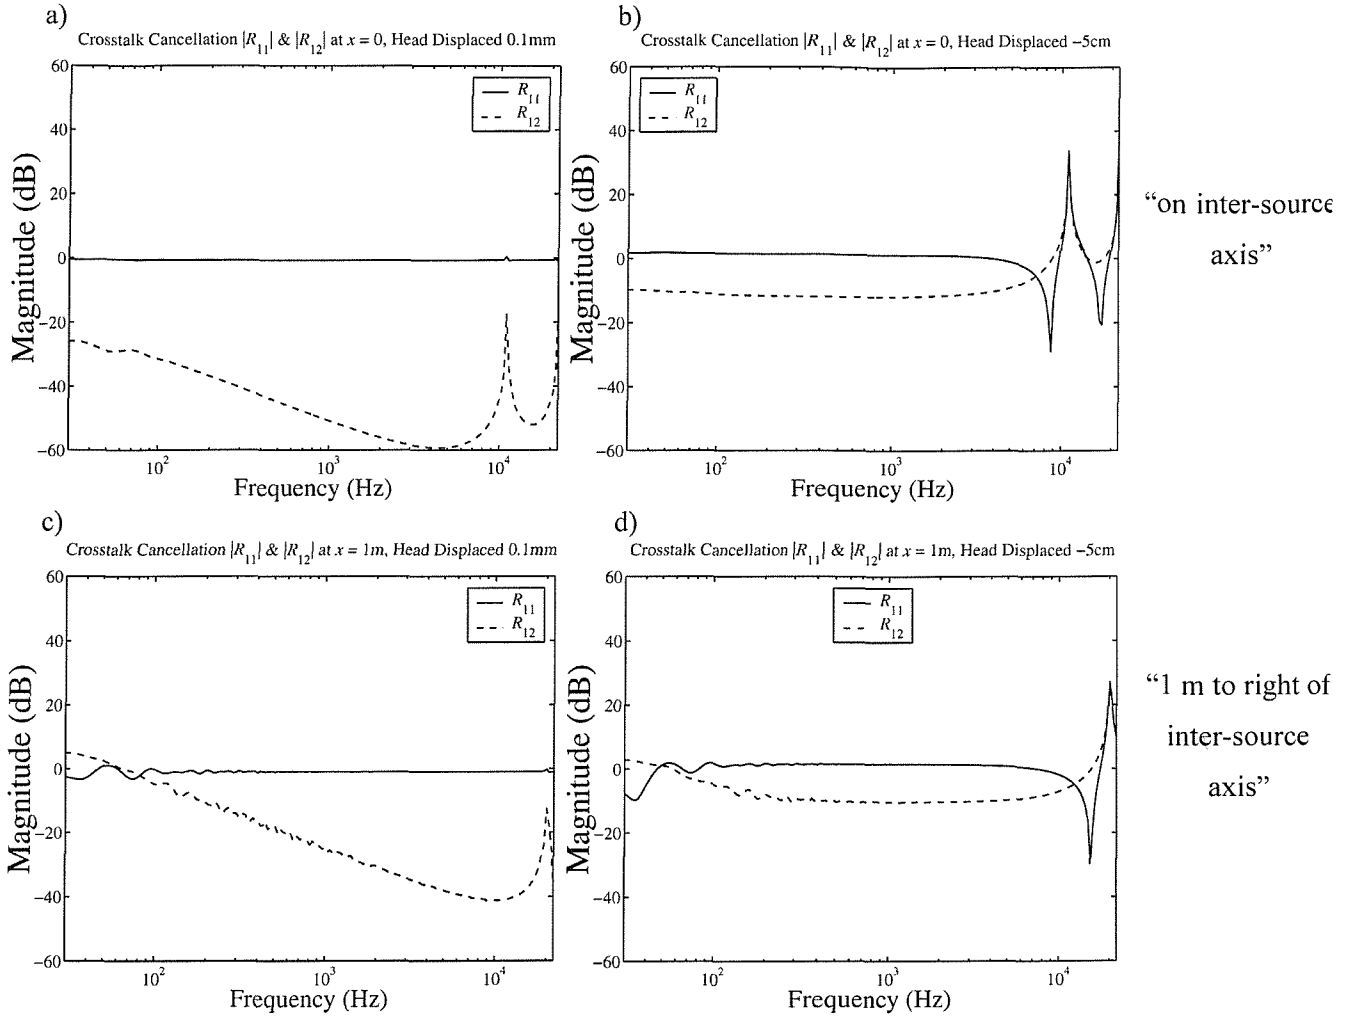 a)
Crosstalk Cancellation |R11| & |R12| at x = 0, Head Displaced 0.1mm
60
40
20
0
−20
−40
−60
Magnitude (dB)
R11
R12
10^2
10^3
10^4
Frequency (Hz)
b)
Crosstalk Cancellation |R11| & |R12| at x = 0, Head Displaced −5cm
60
40
20
0
−20
−40
−60
Magnitude (dB)
R11
R12
10^2
10^3
10^4
Frequency (Hz)
“on inter-source
axis”
c)
Crosstalk Cancellation |R11| & |R12| at x = 1m, Head Displaced 0.1mm
60
40
20
0
−20
−40
−60
Magnitude (dB)
R11
R12
10^2
10^3
10^4
Frequency (Hz)
d)
Crosstalk Cancellation |R11| & |R12| at x = 1m, Head Displaced −5cm
60
40
20
0
−20
−40
−60
Magnitude (dB)
R11
R12
10^2
10^3
10^4
Frequency (Hz)
“1 m to right of
inter-source
axis”